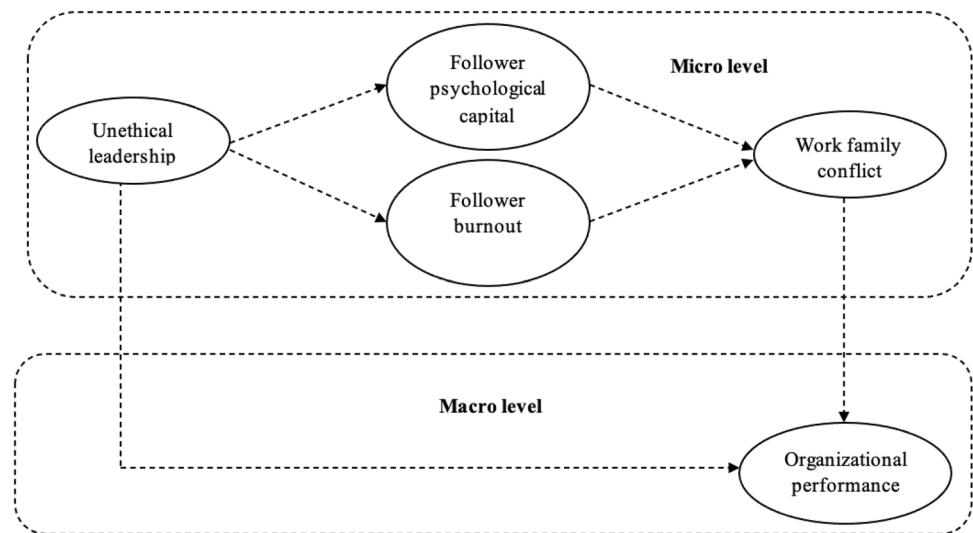 Follower
psychological
capital
Micro level
Unethical
leadership
Work family
conflict
Follower
burnout
Macro level
Organizational
performance